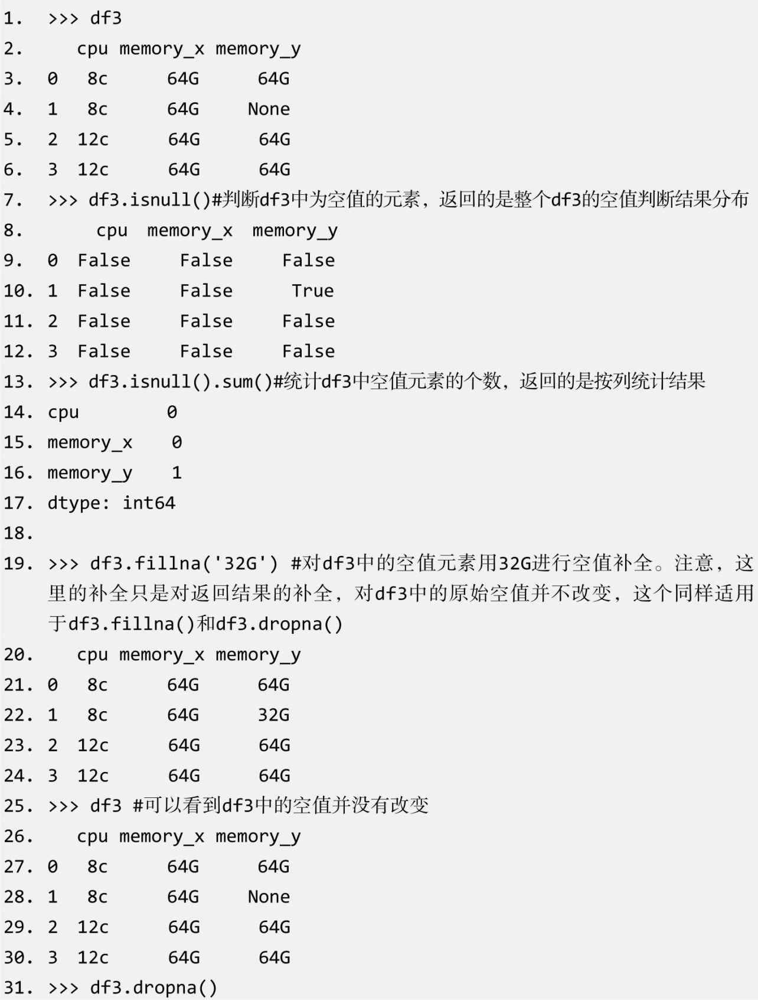 1. >>> df3
2. cpu memory_x memory_y
3. 0 8c 64G 64G
4. 1 8c 64G None
5. 2 12c 64G 64G
6. 3 12c 64G 64G
7. >>> df3.isnull()#判断df3中为空值的元素，返回的是整个df3的空值判断结果分布
8. cpu memory_x memory_y
9. 0 False False False
10. 1 False False True
11. 2 False False False
12. 3 False False False
13. >>> df3.isnull().sum()#统计df3中空值元素的个数，返回的是按列统计结果
14. cpu 0
15. memory_x 0
16. memory_y 1
17. dtype: int64
18.
19. >>> df3.fillna('32G') #对df3中的空值元素用32G进行空值补全。注意，这
里的补全只是对返回结果的补全，对df3中的原始空值并不改变，这个同样适用
于df3.fillna()和df3.dropna()
20. cpu memory_x memory_y
21. 0 8c 64G 64G
22. 1 8c 64G 32G
23. 2 12c 64G 64G
24. 3 12c 64G 64G
25. >>> df3 #可以看到df3中的空值并没有改变
26. cpu memory_x memory_y
27. 0 8c 64G 64G
28. 1 8c 64G None
29. 2 12c 64G 64G
30. 3 12c 64G 64G
31. >>> df3.dropna()